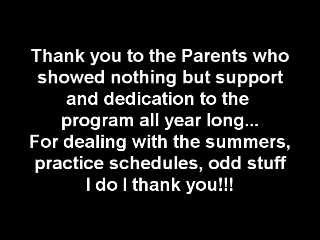 Thank you to the Parents who
showed nothing but support
and dedication to the
program all year long...
For dealing with the summers,
practice schedules, odd stuff
I do I thank you!!!